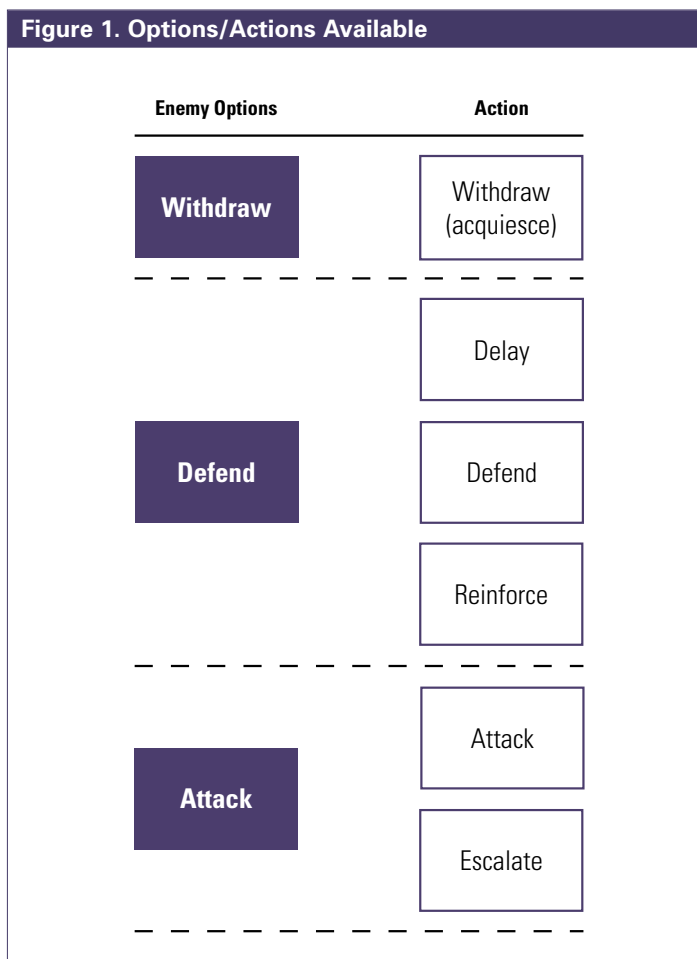 Figure 1. Options/Actions Available
Enemy Options Action
Withdraw
Withdraw
(acquiesce)
Defend
Delay
Defend
Reinforce
Attack
Attack
Escalate